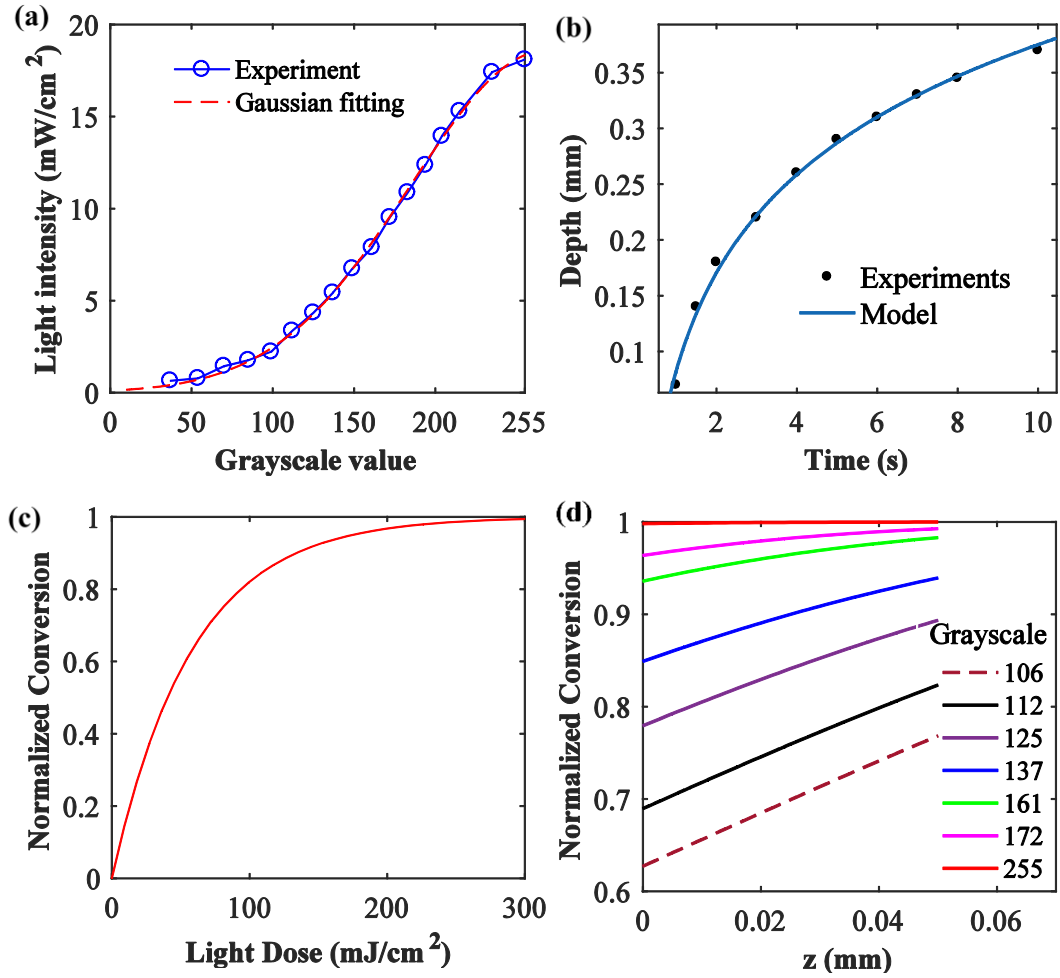 (a)
20
15
10
5
0
Light intensity (mW/cm²)
Experiment
Gaussian fitting
0 50 100 150 200 255
Grayscale value
(b)
0.35
0.3
0.25
0.2
0.15
0.1
Depth (mm)
Experiments
Model
2 4 6 8 10
Time (s)
(c)
1
0.8
0.6
0.4
0.2
0
Normalized Conversion
0 100 200 300
Light Dose (mJ/cm²)
(d)
1
0.9
0.8
0.7
0.6
Normalized Conversion
Grayscale
106
112
125
137
161
172
255
0 0.02 0.04 0.06
z (mm)